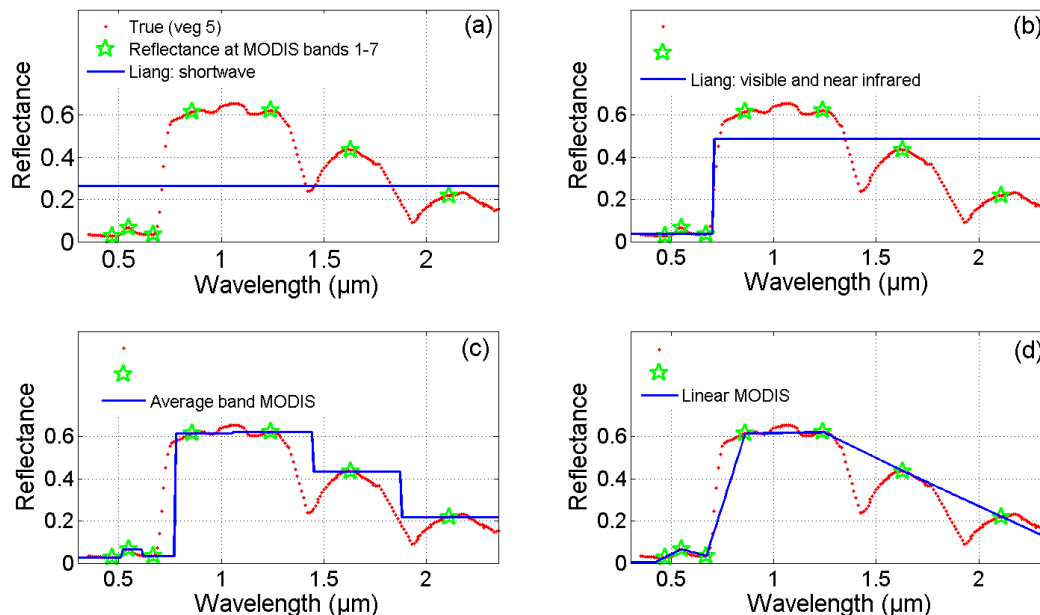 (a)
True (veg 5)
Reflectance at MODIS bands 1-7
Liang: shortwave
Reflectance
0.6
0.4
0.2
0
0.5
1
1.5
2
Wavelength (µm)
(b)
Liang: visible and near infrared
Reflectance
0.6
0.4
0.2
0
0.5
1
1.5
2
Wavelength (µm)
(c)
Average band MODIS
Reflectance
0.6
0.4
0.2
0
0.5
1
1.5
2
Wavelength (µm)
(d)
Linear MODIS
Reflectance
0.6
0.4
0.2
0
0.5
1
1.5
2
Wavelength (µm)